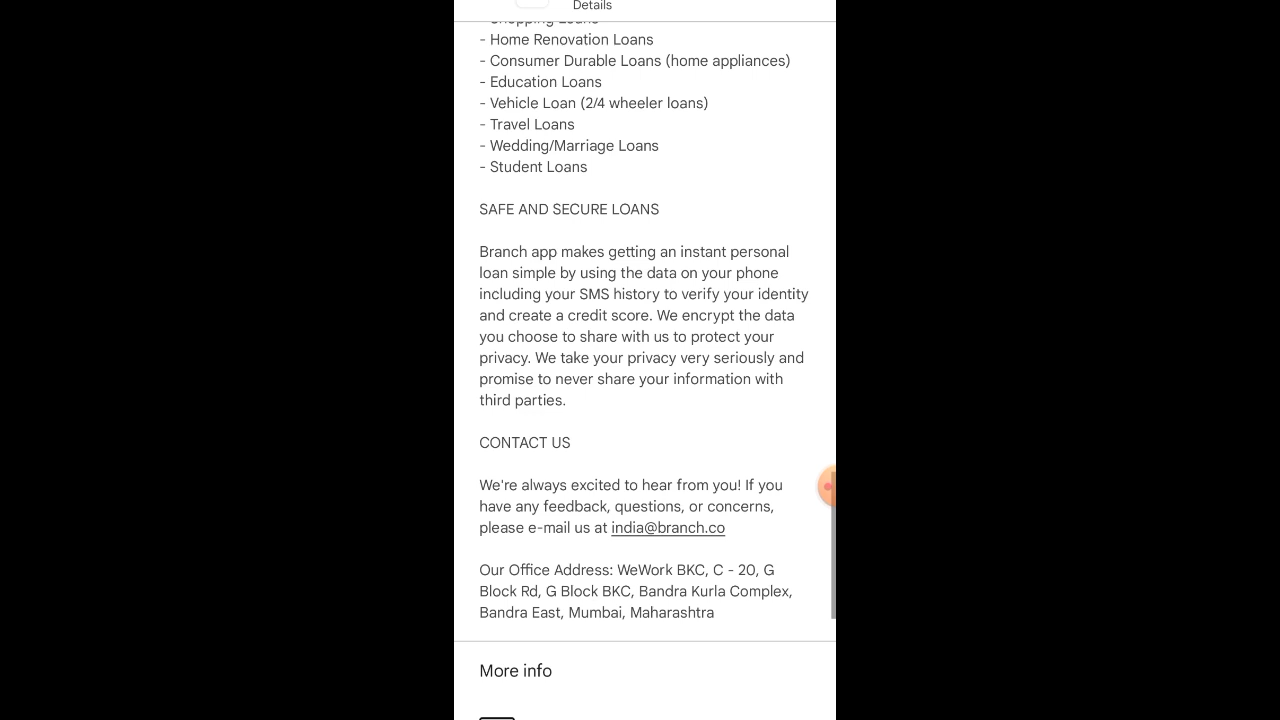 Details
- Shopping Loans
- Home Renovation Loans
- Consumer Durable Loans (home appliances)
- Education Loans
- Vehicle Loan (2/4 wheeler loans)
- Travel Loans
- Wedding/Marriage Loans
- Student Loans
SAFE AND SECURE LOANS
Branch app makes getting an instant personal
loan simple by using the data on your phone
including your SMS history to verify your identity
and create a credit score. We encrypt the data
you choose to share with us to protect your
privacy. We take your privacy very seriously and
promise to never share your information with
third parties.
CONTACT US
We're always excited to hear from you! If you
have any feedback, questions, or concerns,
please e-mail us at india@branch.co
Our Office Address: WeWork BKC, C - 20, G
Block Rd, G Block BKC, Bandra Kurla Complex,
Bandra East, Mumbai, Maharashtra
More info